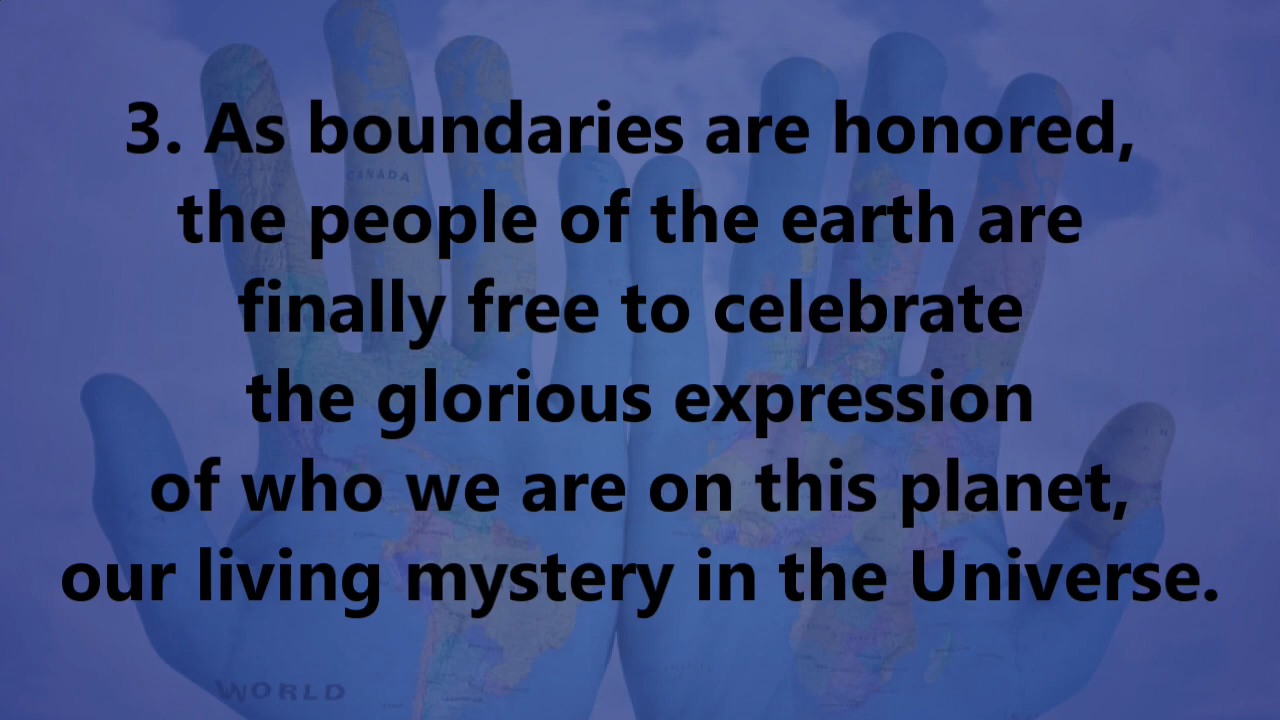 3. As boundaries are honored,
the people of the earth are
finally free to celebrate
the glorious expression
of who we are on this planet,
our living mystery in the Universe.
CANADA
WORLD